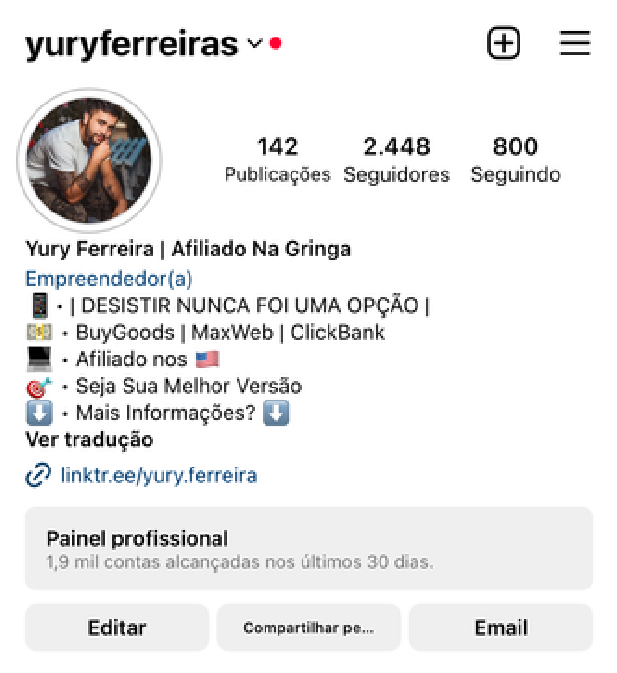 yuryferreiras
142 2.448 800
Publicações Seguidores Seguindo
Yury Ferreira | Afiliado Na Gringa
Empreendedor(a)
📱 • | DESISTIR NUNCA FOI UMA OPÇÃO |
💵 • BuyGoods | MaxWeb | ClickBank
💻 • Afiliado nos 🇺🇸
🎯 • Seja Sua Melhor Versão
⬇️ • Mais Informações? ⬇️
Ver tradução
linktr.ee/yury.ferreira
Painel profissional
1,9 mil contas alcançadas nos últimos 30 dias.
Editar Compartilhar pe... Email